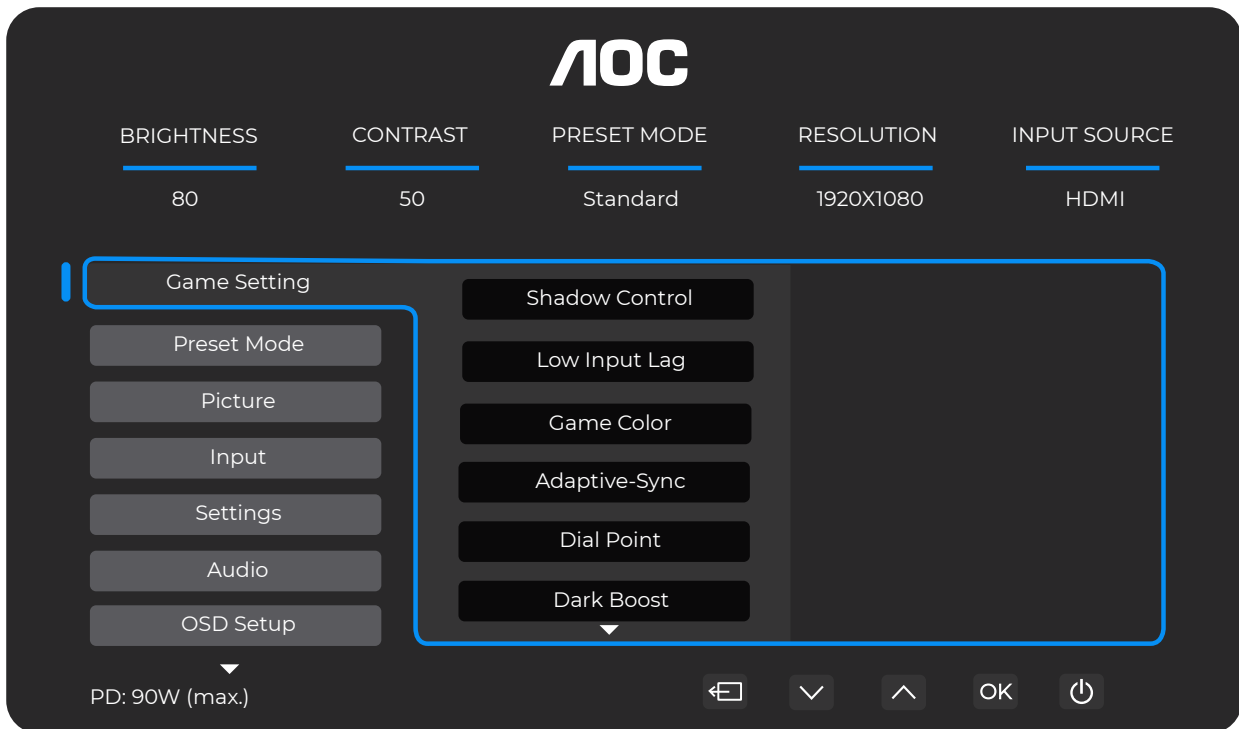 AOC
BRIGHTNESS CONTRAST PRESET MODE RESOLUTION INPUT SOURCE
80 50 Standard 1920X1080 HDMI
Game Setting
Preset Mode
Picture
Input
Settings
Audio
OSD Setup
Shadow Control
Low Input Lag
Game Color
Adaptive-Sync
Dial Point
Dark Boost
PD: 90W (max.)
OK